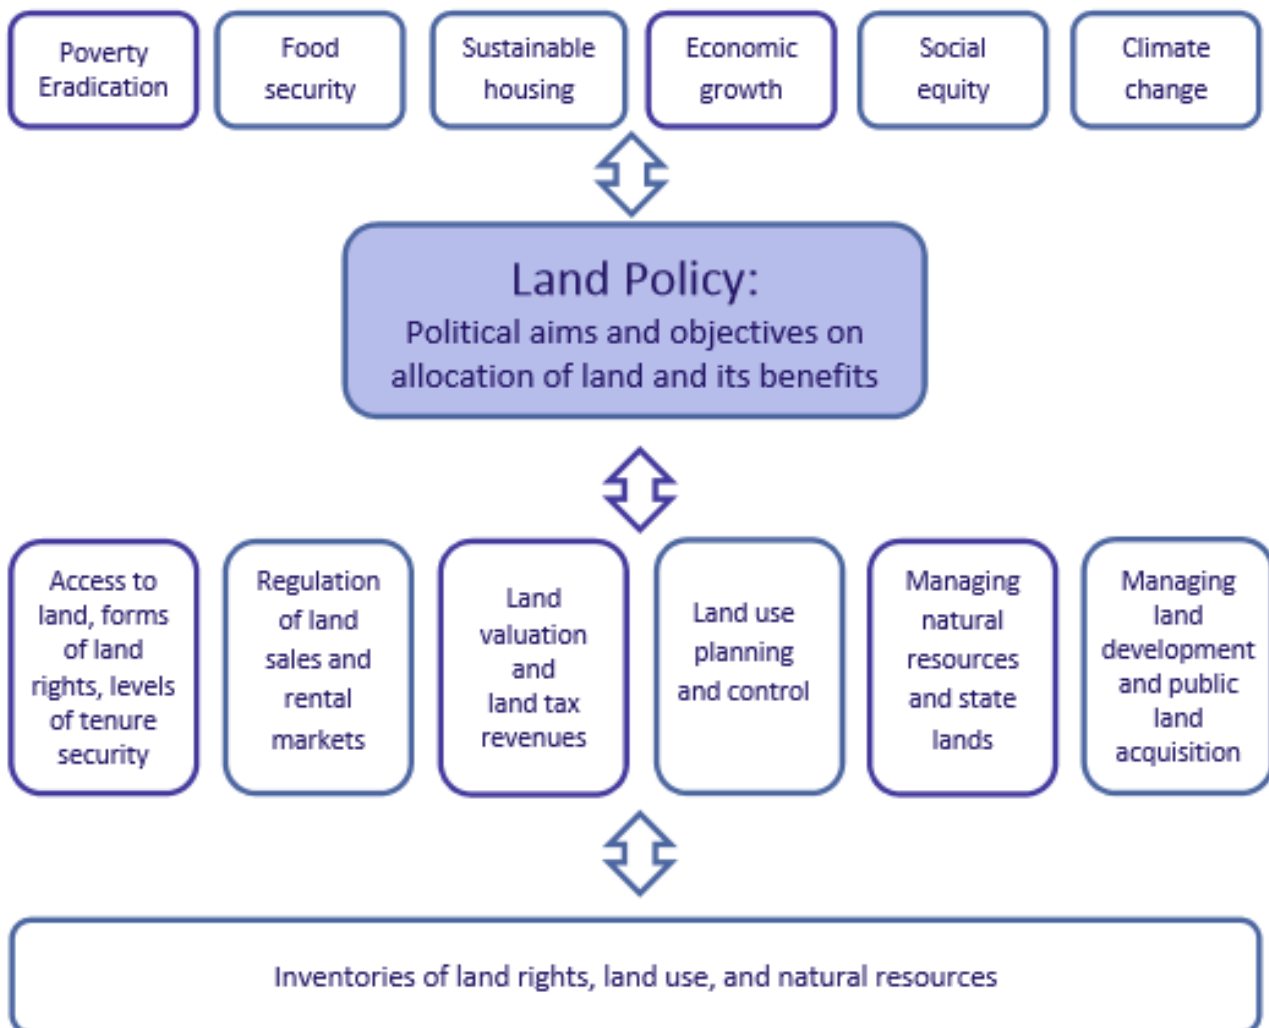 Poverty
Eradication
Food
security
Sustainable
housing
Economic
growth
Social
equity
Climate
change
Land Policy:
Political aims and objectives on
allocation of land and its benefits
Access to
land, forms
of land
rights, levels
of tenure
security
Regulation
of land
sales and
rental
markets
Land
valuation
and
land tax
revenues
Land use
planning
and control
Managing
natural
resources
and state
lands
Managing
land
development
and public
land
acquisition
Inventories of land rights, land use, and natural resources